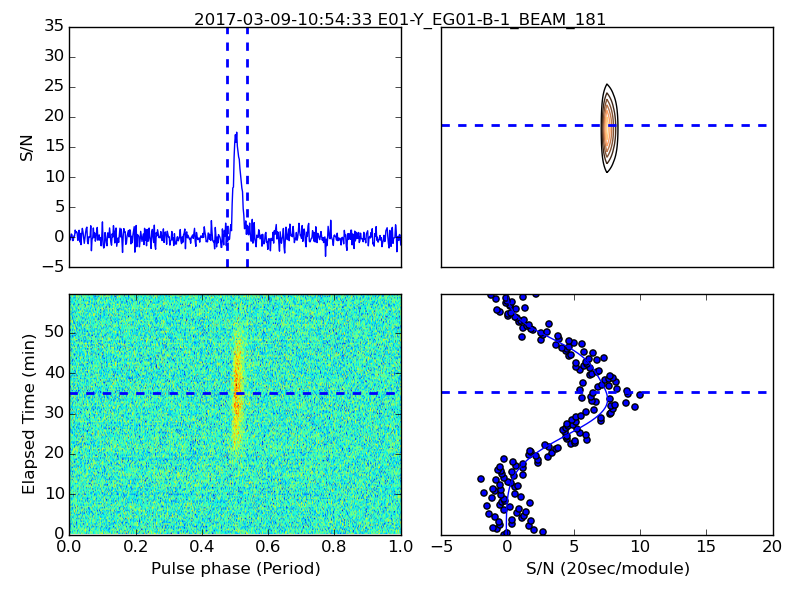 2017-03-09-10:54:33 E01-Y_EG01-B-1_BEAM_181
35
30
25
20
15
10
5
0
−5
S/N
50
40
30
20
10
0
Elapsed Time (min)
0.0 0.2 0.4 0.6 0.8 1.0
Pulse phase (Period)
−5 0 5 10 15 20
S/N (20sec/module)